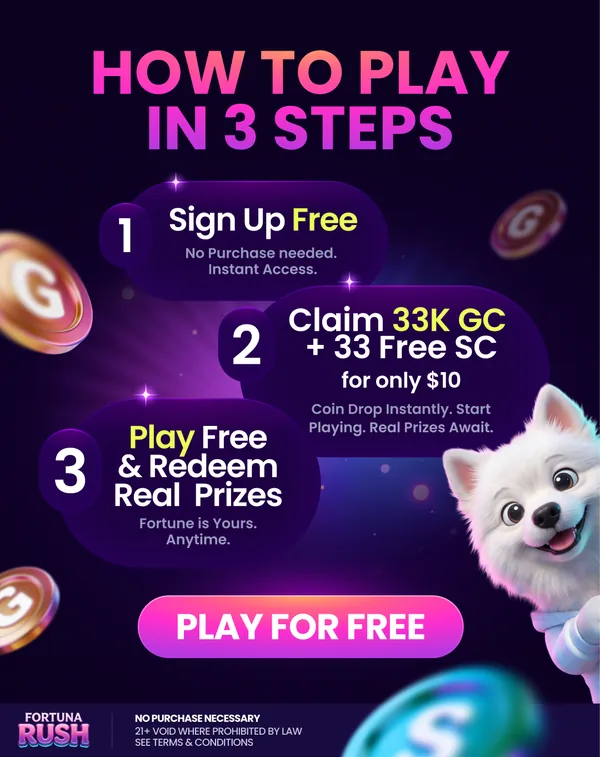 HOW TO PLAY
IN 3 STEPS
1
Sign Up Free
No Purchase needed.
Instant Access.
2
Claim 33K GC
+ 33 Free SC
for only $10
Coin Drop Instantly. Start
Playing. Real Prizes Await.
3
Play Free
& Redeem
Real Prizes
Fortune is Yours.
Anytime.
PLAY FOR FREE
FORTUNA
RUSH
NO PURCHASE NECESSARY
21+ VOID WHERE PROHIBITED BY LAW
SEE TERMS & CONDITIONS
G
G
G
S